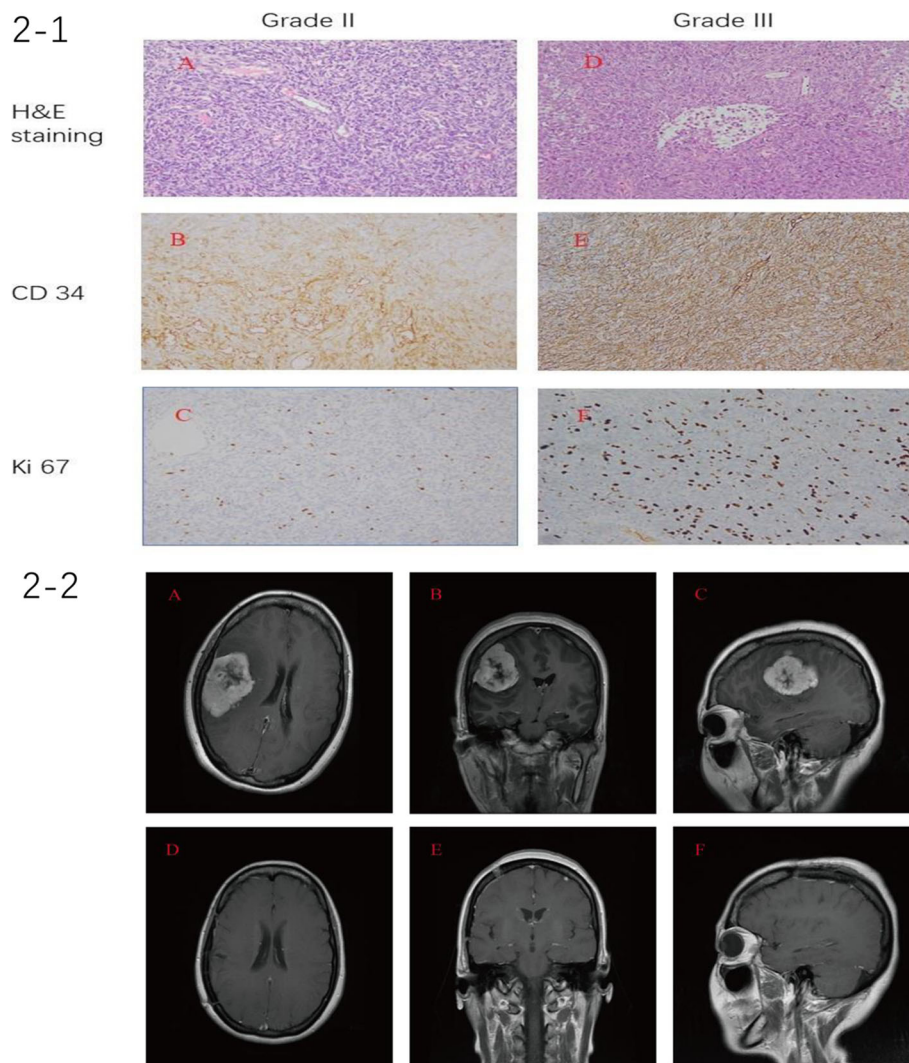 2-1
Grade II
Grade III
H&E
staining
A
D
CD 34
B
E
Ki 67
C
F
2-2
A
B
C
D
E
F